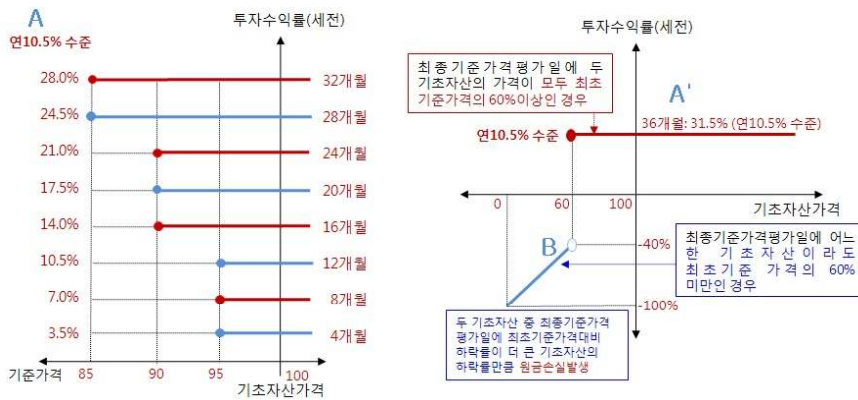 A
투자수익률(세전)
연10.5% 수준
28.0%
32개월
24.5%
28개월
21.0%
24개월
17.5%
20개월
14.0%
16개월
10.5%
12개월
7.0%
8개월
3.5%
4개월
기준가격
85
90
95
100
기초자산가격
투자수익률(세전)
최종기준가격평가일에 두
기초자산의 가격이 모두 최초
기준가격의 60%이상인 경우
A'
연10.5% 수준
36개월: 31.5% (연10.5% 수준)
0
60
100
기초자산가격
B
-40%
-100%
최종기준가격평가일에 어느
한 기초자산이라도
최초기준 가격의 60%
미만인 경우
두 기초자산 중 최종기준가격
평가일에 최초기준가격대비
하락률이 더 큰 기초자산의
하락률만큼 원금손실발생